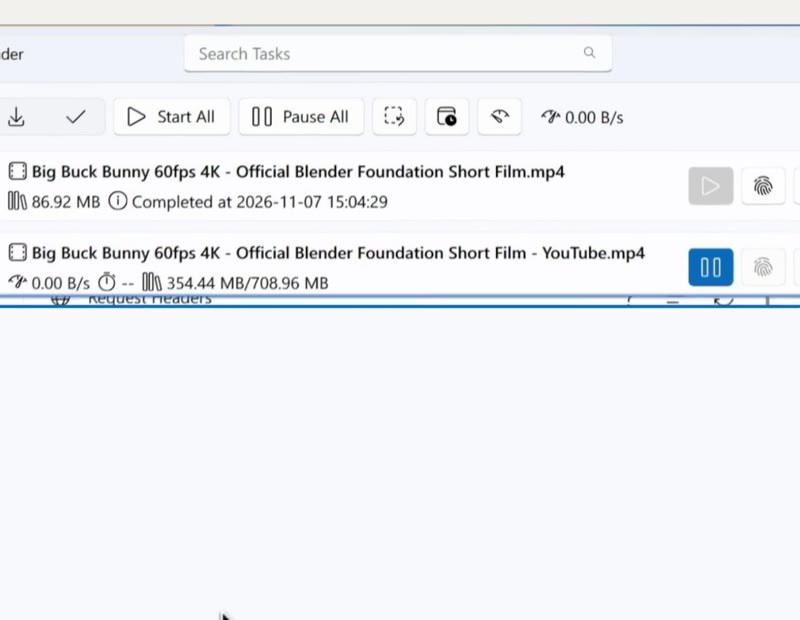 der
Search Tasks
Start All
Pause All
0.00 B/s
Big Buck Bunny 60fps 4K - Official Blender Foundation Short Film.mp4
86.92 MB Completed at 2026-11-07 15:04:29
Big Buck Bunny 60fps 4K - Official Blender Foundation Short Film - YouTube.mp4
0.00 B/s -- 354.44 MB/708.96 MB
Request Headers